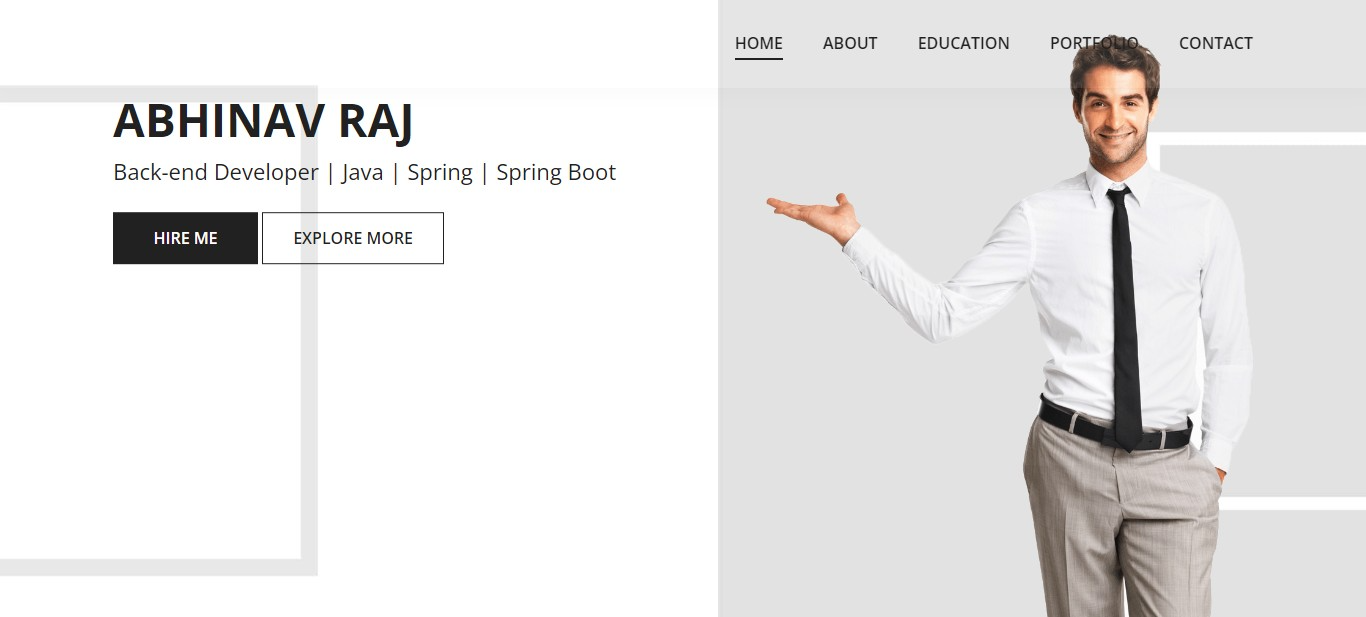 HOME ABOUT EDUCATION PORTFOLIO CONTACT
ABHINAV RAJ
Back-end Developer | Java | Spring | Spring Boot
HIRE ME EXPLORE MORE